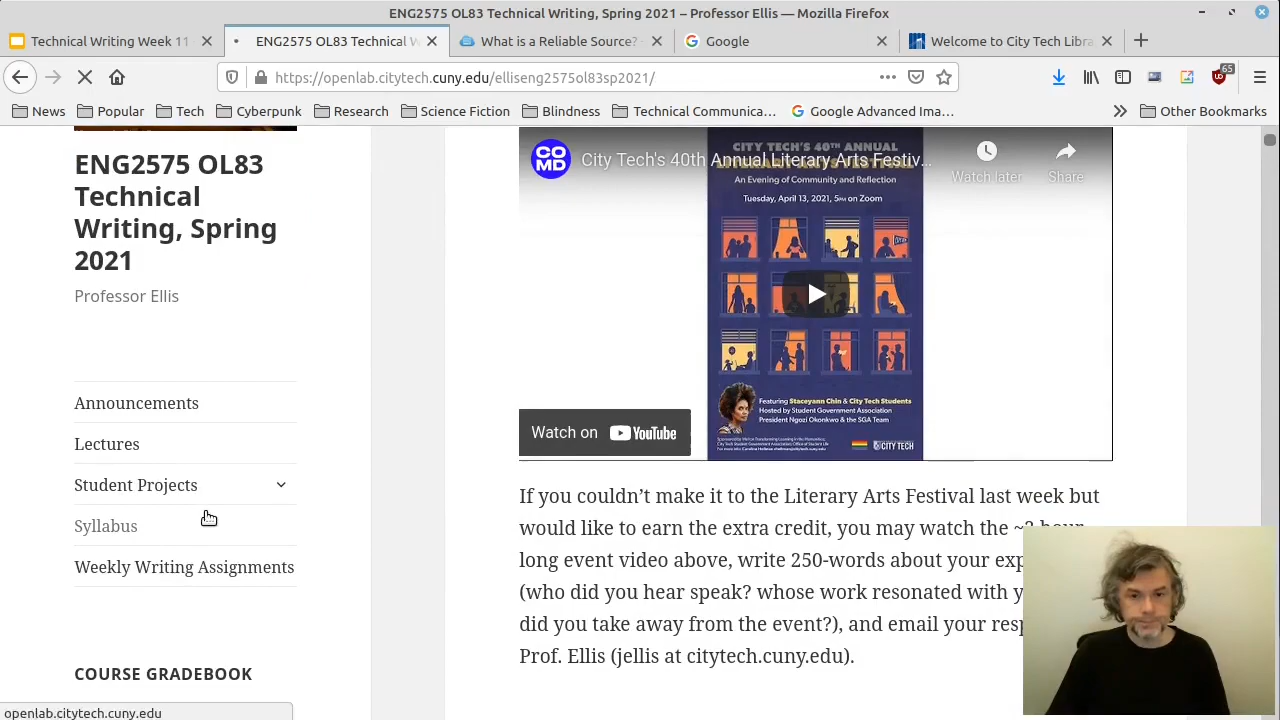 ENG2575 OL83 Technical Writing, Spring 2021 – Professor Ellis — Mozilla Firefox
Technical Writing Week 11
ENG2575 OL83 Technical W
What is a Reliable Source? -
Google
Welcome to City Tech Libra
https://openlab.citytech.cuny.edu/elliseng2575ol83sp2021/
65
News
Popular
Tech
Cyberpunk
Research
Science Fiction
Blindness
Technical Communica…
Google Advanced Ima…
Other Bookmarks
ENG2575 OL83
Technical
Writing, Spring
2021
Professor Ellis
Announcements
Lectures
Student Projects
Syllabus
Weekly Writing Assignments
COURSE GRADEBOOK
openlab.citytech.cuny.edu
CO
MD
City Tech's 40th Annual Literary Arts Festiv…
Watch later
Share
CITY TECH'S 40TH ANNUAL
LITERARY ARTS FESTIVAL
An Evening of Community and Reflection
Tuesday, April 13, 2021, 5PM on Zoom
Featuring Staceyann Chin & City Tech Students
Hosted by Student Government Association
President Ngozi Okonkwo & the SGA Team
CITY TECH
Watch on YouTube
If you couldn’t make it to the Literary Arts Festival last week but
would like to earn the extra credit, you may watch the ~2 hour
long event video above, write 250-words about your exp
(who did you hear speak? whose work resonated with y
did you take away from the event?), and email your resp
Prof. Ellis (jellis at citytech.cuny.edu).